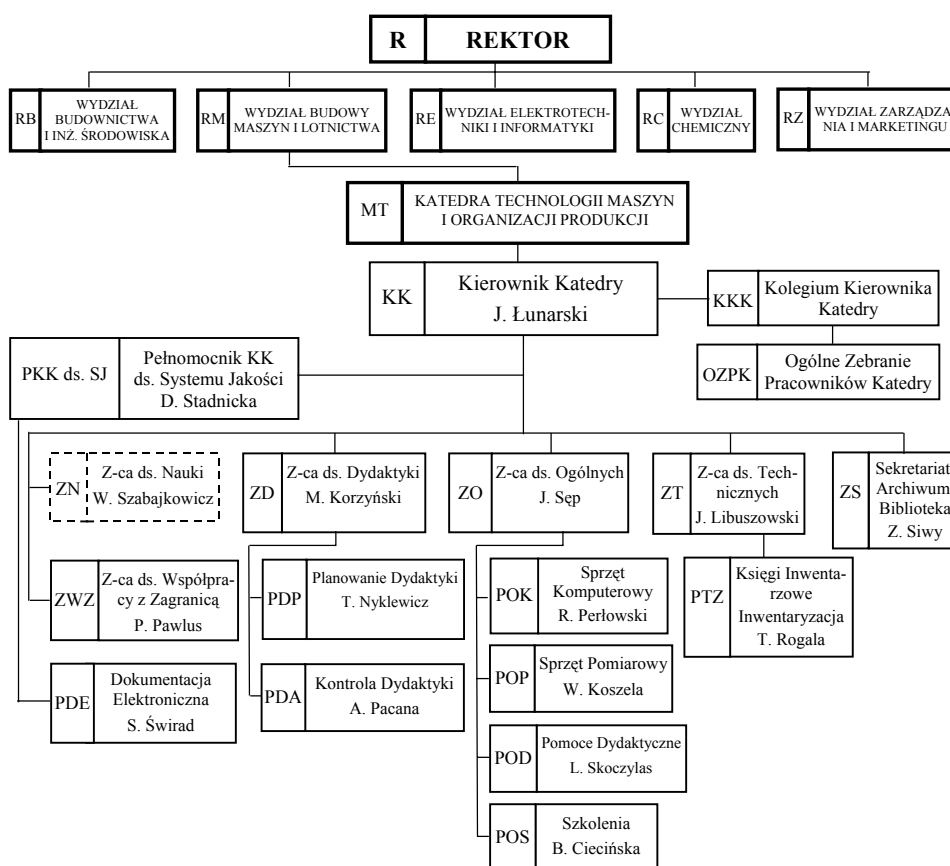 R REKTOR
RB WYDZIAŁ
BUDOWNICTWA
I INŻ. ŚRODOWISKA
RM WYDZIAŁ BUDOWY
MASZYN I LOTNICTWA
RE WYDZIAŁ ELEKTROTECH-
NIKI I INFORMATYKI
RC WYDZIAŁ
CHEMICZNY
RZ WYDZIAŁ ZARZĄDZA
NIA I MARKETINGU
MT KATEDRA TECHNOLOGII MASZYN
I ORGANIZACJI PRODUKCJI
KK Kierownik Katedry
J. Łunarski
KKK Kolegium Kierownika
Katedry
OZPK Ogólne Zebranie
Pracowników Katedry
PKK ds. SJ Pełnomocnik KK
ds. Systemu Jakości
D. Stadnicka
ZN Z-ca ds. Nauki
W. Szabajkowicz
ZD Z-ca ds. Dydaktyki
M. Korzyński
ZO Z-ca ds. Ogólnych
J. Sęp
ZT Z-ca ds. Tech-
nicznych
J. Libuszowski
ZS Sekretariat
Archiwum
Biblioteka
Z. Siwy
ZWZ Z-ca ds. Współpra-
cy z Zagranicą
P. Pawlus
PDP Planowanie Dydaktyki
T. Nyklewicz
POK Sprzęt
Komputerowy
R. Perłowski
PTZ Księgi Inwenta-
rzowe
Inwentaryzacja
T. Rogala
PDE Dokumentacja
Elektroniczna
S. Świrad
PDA Kontrola Dydaktyki
A. Pacana
POP Sprzęt Pomiarowy
W. Koszela
POD Pomoce Dydaktyczne
L. Skoczylas
POS Szkolenia
B. Ciecińska